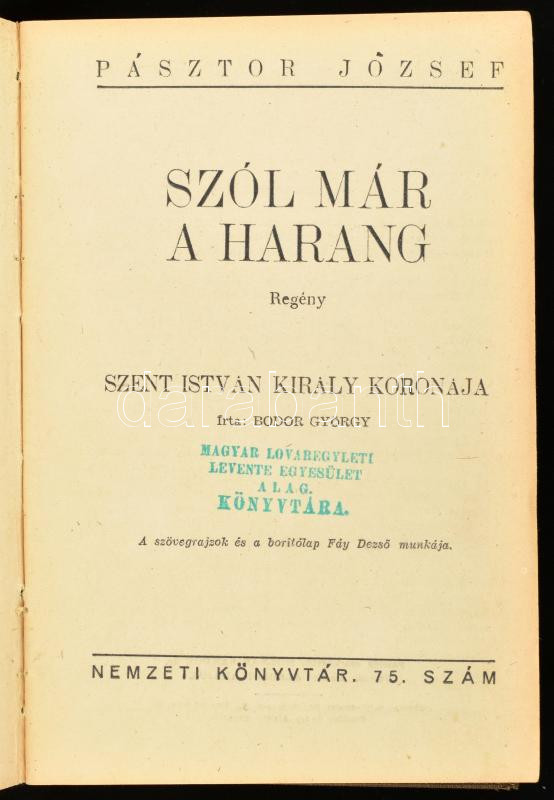 PÁSZTOR JÓZSEF
SZÓL MÁR
A HARANG
Regény
SZENT ISTVÁN KIRÁLY KORONÁJA
Írta: BODOR GYÖRGY
darabanth
MAGYAR LOVAREGYLETI
LEVENTE EGYESÜLET
ALAG.
KÖNYVTÁRA.
A szövegrajzok és a borítólap Fáy Dezső munkája.
NEMZETI KÖNYVTÁR. 75. SZÁM